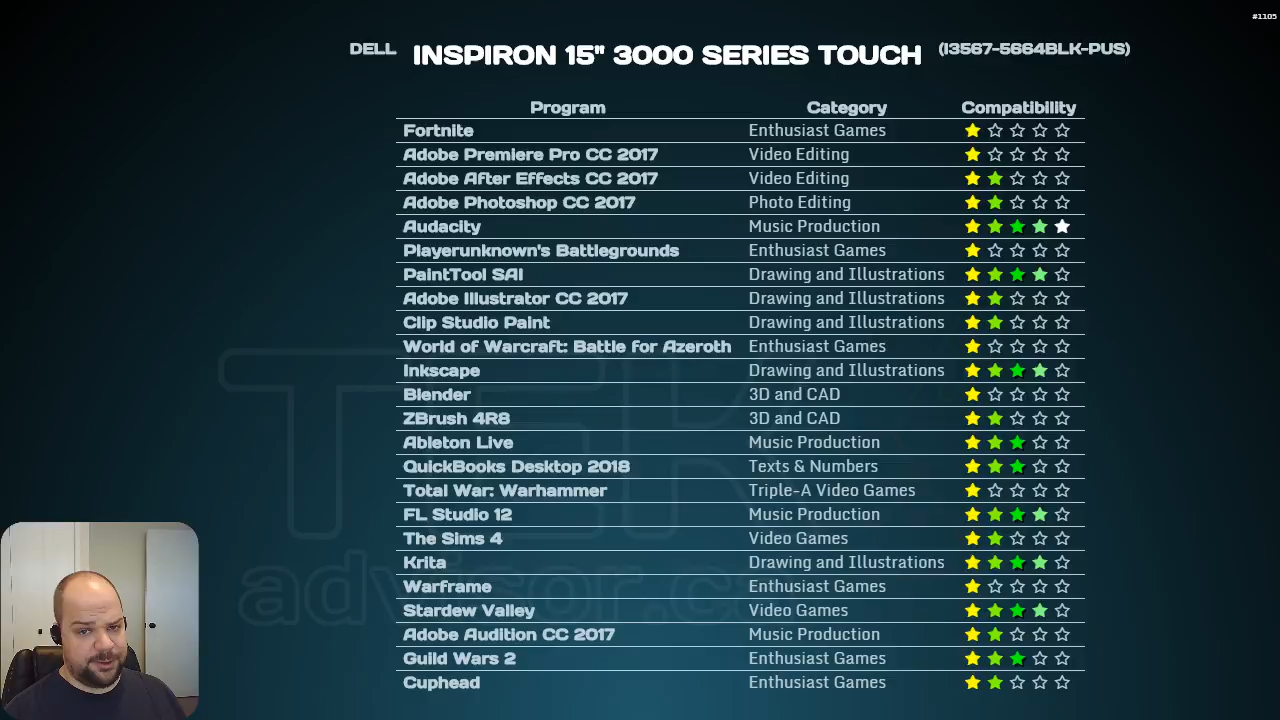 #1105
DELL INSPIRON 15" 3000 SERIES TOUCH (I3567-5664BLK-PUS)
Program Category Compatibility
Fortnite Enthusiast Games
Adobe Premiere Pro CC 2017 Video Editing
Adobe After Effects CC 2017 Video Editing
Adobe Photoshop CC 2017 Photo Editing
Audacity Music Production
Playerunknown's Battlegrounds Enthusiast Games
PaintTool SAI Drawing and Illustrations
Adobe Illustrator CC 2017 Drawing and Illustrations
Clip Studio Paint Drawing and Illustrations
World of Warcraft: Battle for Azeroth Enthusiast Games
Inkscape Drawing and Illustrations
Blender 3D and CAD
ZBrush 4R8 3D and CAD
Ableton Live Music Production
QuickBooks Desktop 2018 Texts & Numbers
Total War: Warhammer Triple-A Video Games
FL Studio 12 Music Production
The Sims 4 Video Games
Krita Drawing and Illustrations
Warframe Enthusiast Games
Stardew Valley Video Games
Adobe Audition CC 2017 Music Production
Guild Wars 2 Enthusiast Games
Cuphead Enthusiast Games